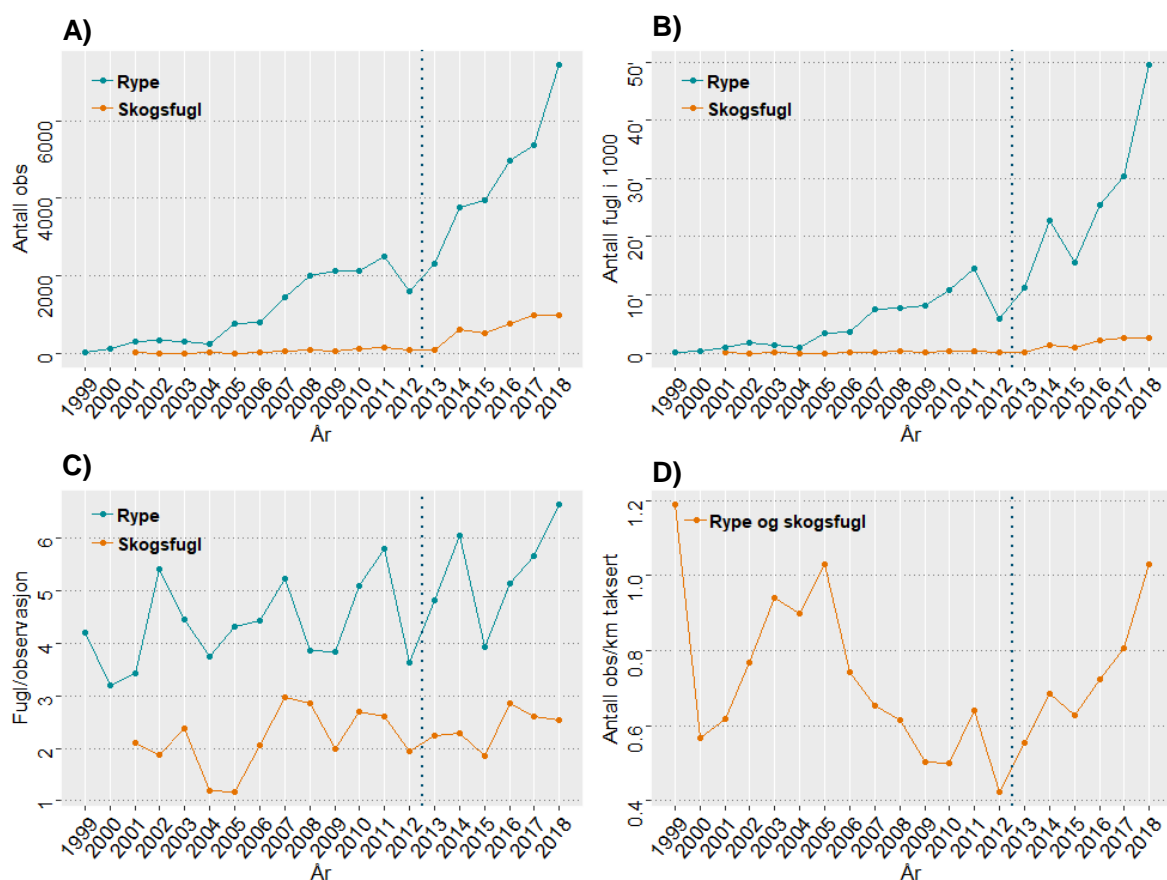 A)
Rype
Skogsfugl
Antall obs
0 2000 4000 6000
1999 2000 2001 2002 2003 2004 2005 2006 2007 2008 2009 2010 2011 2012 2013 2014 2015 2016 2017 2018
År
B)
Rype
Skogsfugl
Antall fugl i 1000
0 10' 20' 30' 40' 50'
1999 2000 2001 2002 2003 2004 2005 2006 2007 2008 2009 2010 2011 2012 2013 2014 2015 2016 2017 2018
År
C)
Rype
Skogsfugl
Fugl/observasjon
1 2 3 4 5 6
1999 2000 2001 2002 2003 2004 2005 2006 2007 2008 2009 2010 2011 2012 2013 2014 2015 2016 2017 2018
År
D)
Rype og skogsfugl
Antall obs/km taksert
0.4 0.6 0.8 1.0 1.2
1999 2000 2001 2002 2003 2004 2005 2006 2007 2008 2009 2010 2011 2012 2013 2014 2015 2016 2017 2018
År